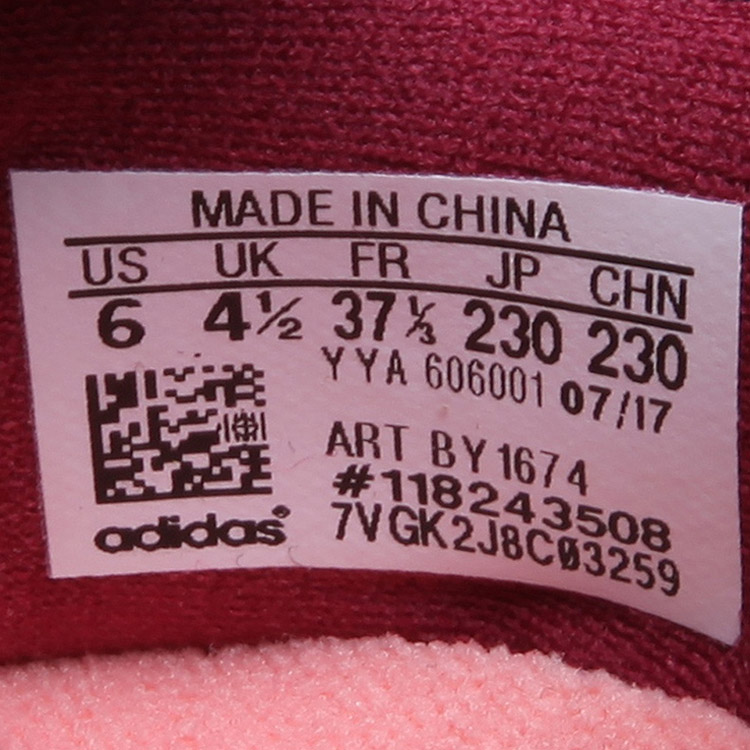 MADE IN CHINA
US UK FR JP CHN
6 4½ 37⅓ 230 230
YYA 606001 07/17
ART BY1674
#118243508
7VGK2J8C03259
adidas®